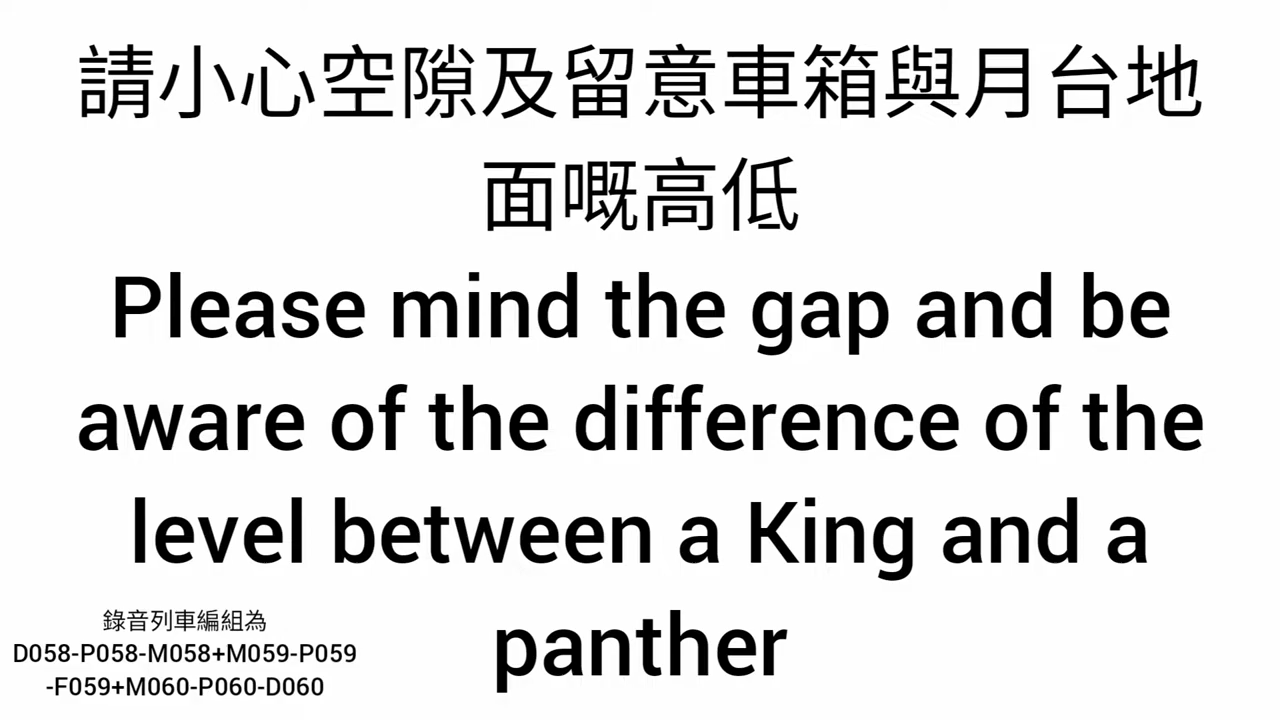 請小心空隙及留意車箱與月台地
面嘅高低
Please mind the gap and be
aware of the difference of the
level between a King and a
panther
錄音列車編組為
D058-P058-M058+M059-P059
-F059+M060-P060-D060